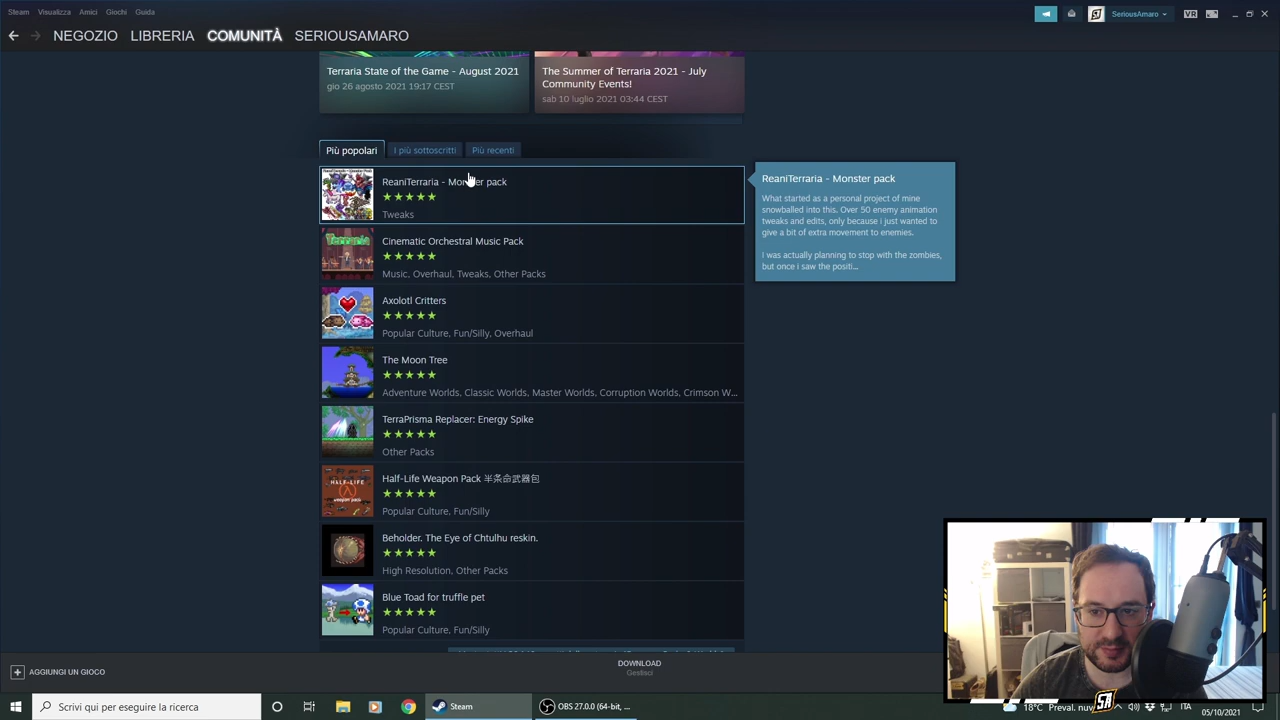 Steam Visualizza Amici Giochi Guida
SeriousAmaro
VR
NEGOZIO LIBRERIA COMUNITÀ SERIOUSAMARO
Terraria State of the Game - August 2021
gio 26 agosto 2021 19:17 CEST
The Summer of Terraria 2021 - July
Community Events!
sab 10 luglio 2021 03:44 CEST
Più popolari I più sottoscritti Più recenti
ReaniTerraria - Monster pack
Tweaks
ReaniTerraria - Monster pack
What started as a personal project of mine
snowballed into this. Over 50 enemy animation
tweaks and edits, only because i just wanted to
give a bit of extra movement to enemies.
I was actually planning to stop with the zombies,
but once i saw the positi...
Cinematic Orchestral Music Pack
Music, Overhaul, Tweaks, Other Packs
Axolotl Critters
Popular Culture, Fun/Silly, Overhaul
The Moon Tree
Adventure Worlds, Classic Worlds, Master Worlds, Corruption Worlds, Crimson W...
TerraPrisma Replacer: Energy Spike
Other Packs
HALF-LIFE
Half-Life Weapon Pack 半条命武器包
Popular Culture, Fun/Silly
Beholder. The Eye of Chtulhu reskin.
High Resolution, Other Packs
Blue Toad for truffle pet
Popular Culture, Fun/Silly
AGGIUNGI UN GIOCO
DOWNLOAD
Gestisci
Scrivi qui per eseguire la ricerca
Steam
OBS 27.0.0 (64-bit, ...
SA
18°C Preval. nuv
ITA
05/10/2021